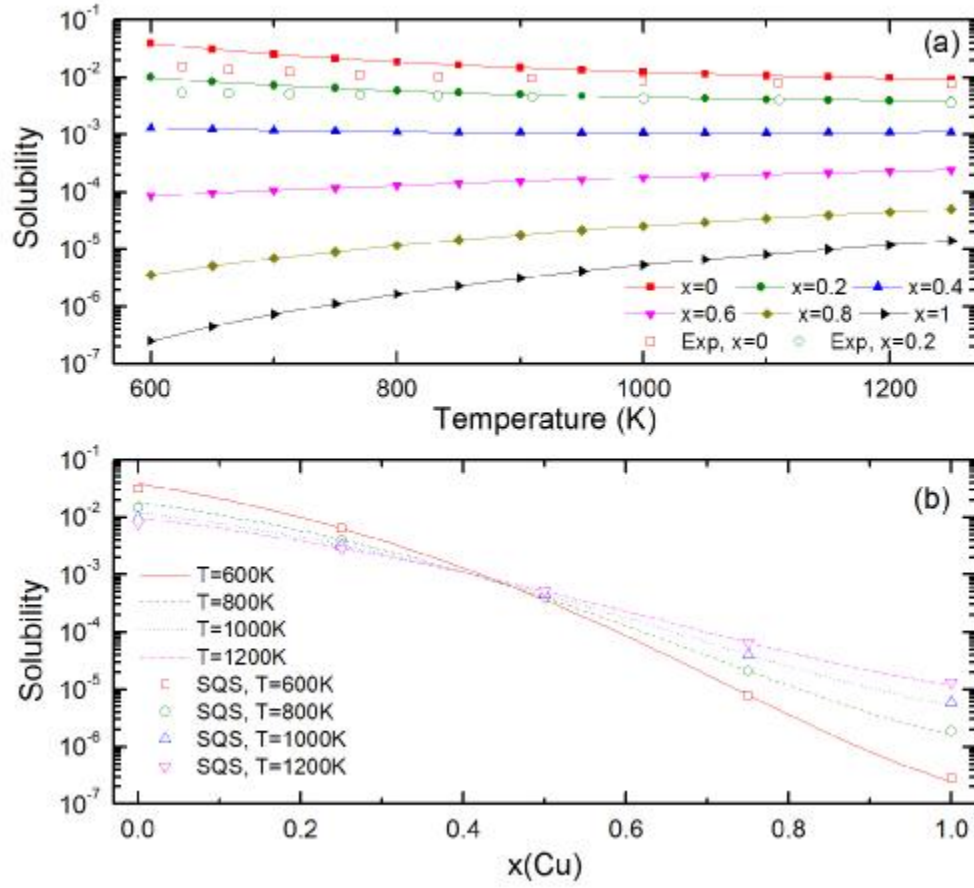 10⁻¹
(a)
10⁻²
10⁻³
10⁻⁴
10⁻⁵
10⁻⁶
10⁻⁷
Solubility
x=0 x=0.2 x=0.4
x=0.6 x=0.8 x=1
Exp, x=0 Exp, x=0.2
600 800 1000 1200
Temperature (K)
10⁻¹
(b)
10⁻²
10⁻³
10⁻⁴
10⁻⁵
10⁻⁶
10⁻⁷
Solubility
T=600K
T=800K
T=1000K
T=1200K
SQS, T=600K
SQS, T=800K
SQS, T=1000K
SQS, T=1200K
0.0 0.2 0.4 0.6 0.8 1.0
x(Cu)